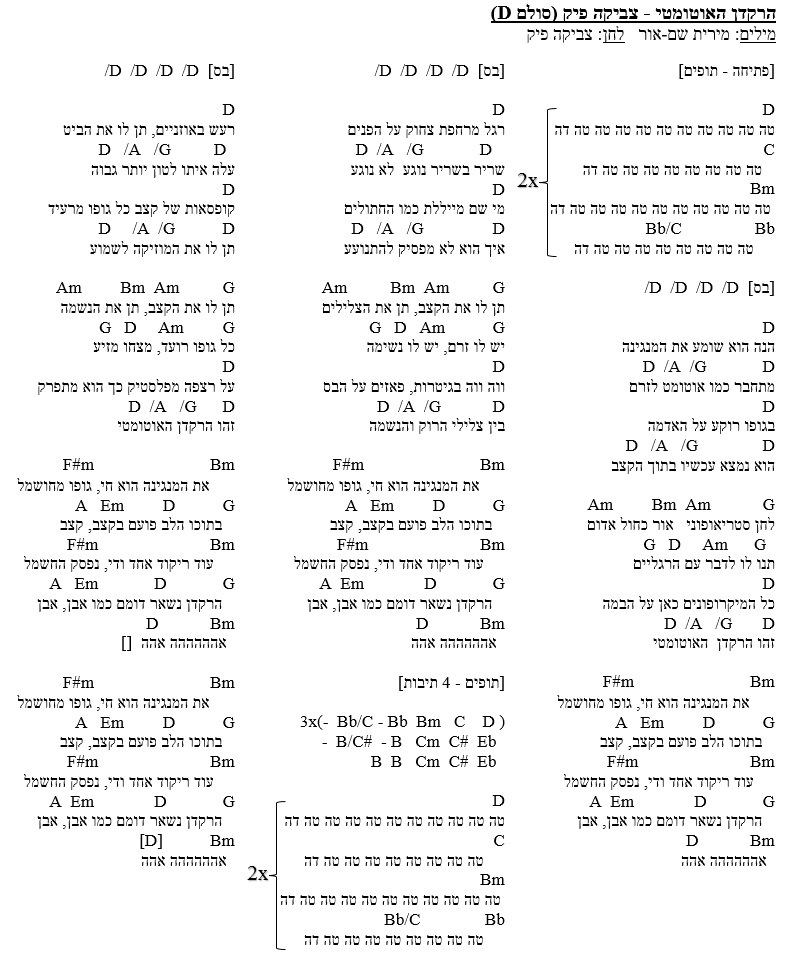 הרקדן האוטומטי - צביקה פיק (סולם D)
מילים: מירית שם-אור לחן: צביקה פיק
[פתיחה - תופים]
D
טה טה טה טה טה טה טה טה טה טה דה
C
טה טה טה טה טה טה טה טה דה
2x
Bm
טה טה טה טה טה טה טה טה טה טה דה
Bb/C Bb
טה טה טה טה טה טה טה טה דה
[בס] D/ D/ D/ D/
D
הנה הוא שומע את המנגינה
D /A /G D
מתחבר כמו אוטומט לזרם
D
בגופו רוקע על האדמה
D /A /G D
הוא נמצא עכשיו בתוך הקצב
Am Bm Am G
לחן סטריאופוני אור כחול אדום
G D Am G
תנו לו לדבר עם הרגליים
D
כל המיקרופונים כאן על הבמה
D /A /G D
זהו הרקדן האוטומטי
F#m Bm
את המנגינה הוא חי, גופו מחושמל
A Em D G
בתוכו הלב פועם בקצב, קצב
F#m Bm
עוד ריקוד אחד ודי, נפסק החשמל
A Em D G
הרקדן נשאר דומם כמו אבן, אבן
D Bm
אהההההה אהה
[בס] D/ D/ D/ D/
D
רגל מרחפת צחוק על הפנים
D /A /G D
שריר בשריר נוגע לא נוגע
D
מי שם מייללת כמו החתולים
D /A /G D
איך הוא לא מפסיק להתנועע
Am Bm Am G
תן לו את הקצב, תן את הצלילים
G D Am G
יש לו זרם, יש לו נשימה
D
ווה ווה בגיטרות, פאזים על הבס
D /A /G D
בין צלילי הרוק והנשמה
F#m Bm
את המנגינה הוא חי, גופו מחושמל
A Em D G
בתוכו הלב פועם בקצב, קצב
F#m Bm
עוד ריקוד אחד ודי, נפסק החשמל
A Em D G
הרקדן נשאר דומם כמו אבן, אבן
D Bm
אהההההה אהה
[תופים - 4 תיבות]
3x(- Bb/C - Bb Bm C D )
- B/C# - B Cm C# Eb
B B Cm C# Eb
D
טה טה טה טה טה טה טה טה טה טה דה
C
טה טה טה טה טה טה טה טה דה
2x
Bm
טה טה טה טה טה טה טה טה טה טה דה
Bb/C Bb
טה טה טה טה טה טה טה טה דה
[בס] D/ D/ D/ D/
D
רעש באוזניים, תן לו את הביט
D /A /G D
עלה איתו לטון יותר גבוה
D
קופסאות של קצב כל גופו מרעיד
D /A /G D
תן לו את המוזיקה לשמוע
Am Bm Am G
תן לו את הקצב, תן את הנשמה
G D Am G
כל גופו רועד, מצחו מזיע
D
על רצפה מפלסטיק כך הוא מתפרק
D /A /G D
זהו הרקדן האוטומטי
F#m Bm
את המנגינה הוא חי, גופו מחושמל
A Em D G
בתוכו הלב פועם בקצב, קצב
F#m Bm
עוד ריקוד אחד ודי, נפסק החשמל
A Em D G
הרקדן נשאר דומם כמו אבן, אבן
D Bm
אהההההה אהה []
F#m Bm
את המנגינה הוא חי, גופו מחושמל
A Em D G
בתוכו הלב פועם בקצב, קצב
F#m Bm
עוד ריקוד אחד ודי, נפסק החשמל
A Em D G
הרקדן נשאר דומם כמו אבן, אבן
[D] Bm
אהההההה אהה